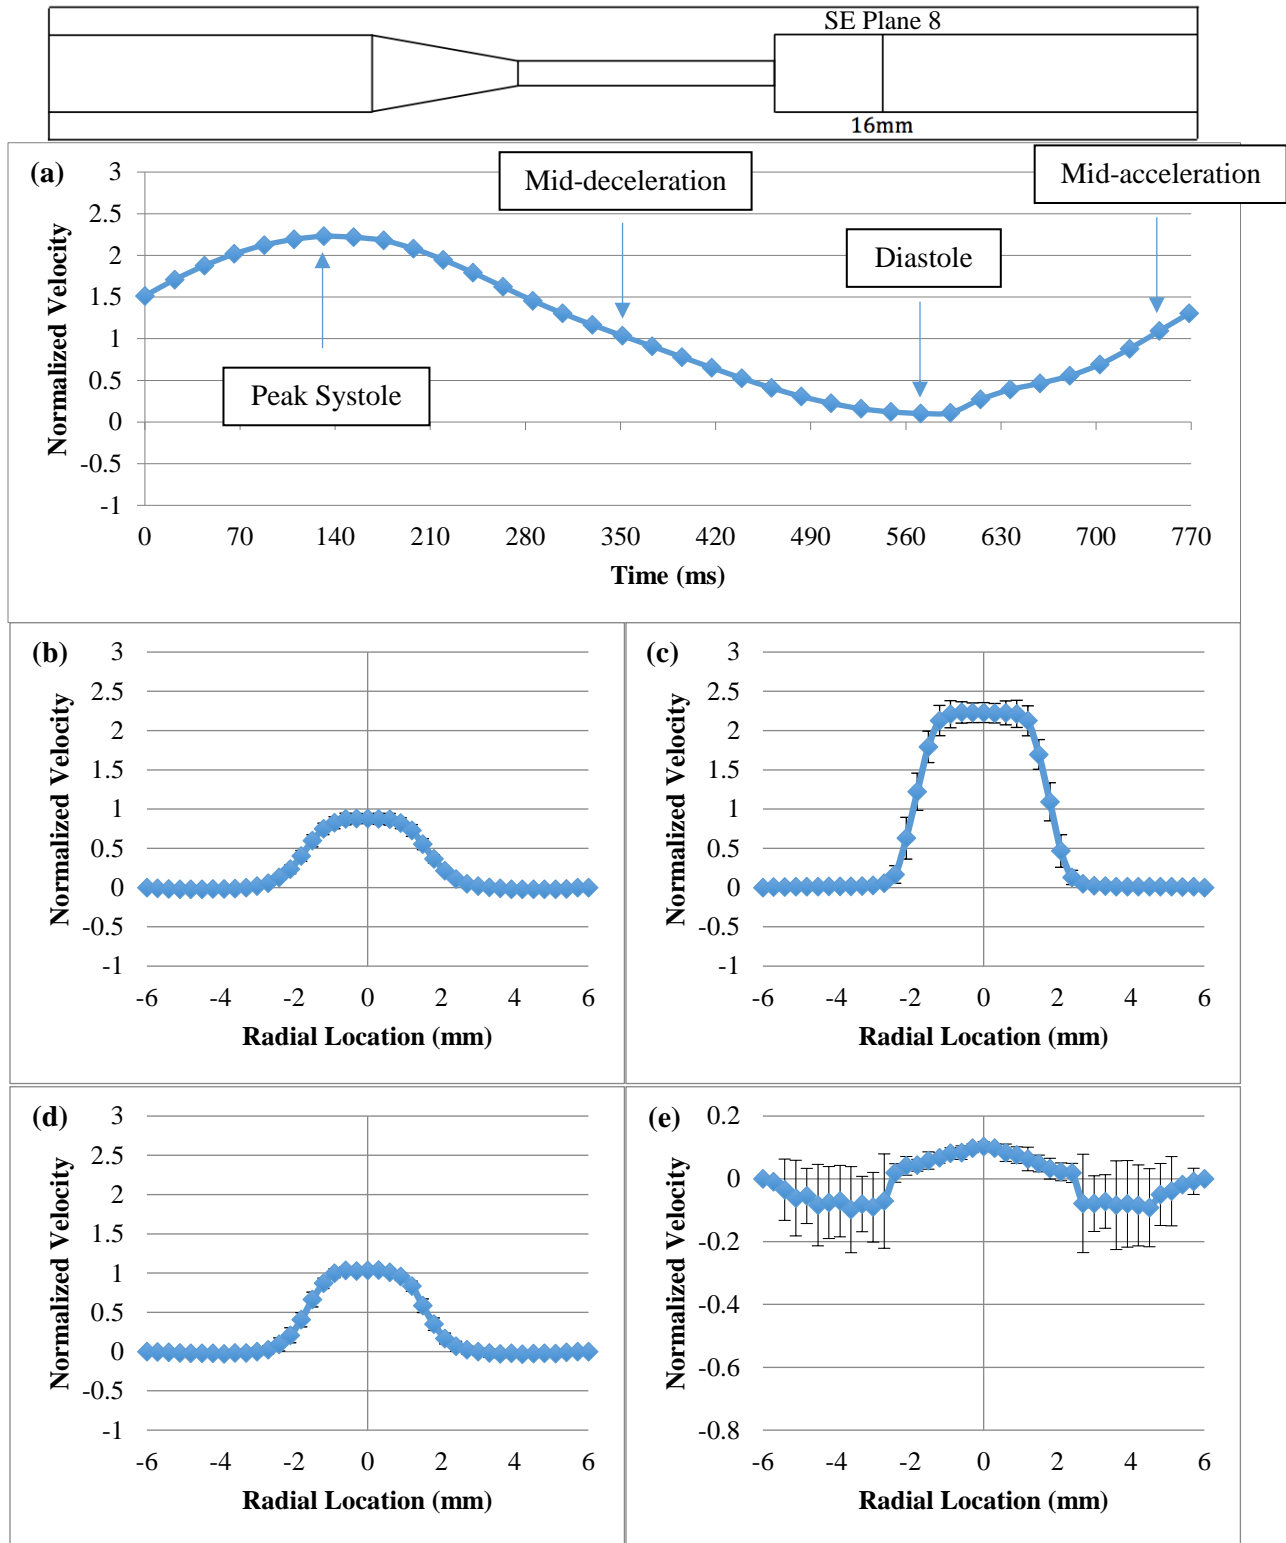 SE Plane 8
16mm
(a)
Mid-deceleration
Mid-acceleration
Diastole
Peak Systole
Normalized Velocity
3
2.5
2
1.5
1
0.5
0
-0.5
-1
0 70 140 210 280 350 420 490 560 630 700 770
Time (ms)
(b)
Normalized Velocity
3
2.5
2
1.5
1
0.5
0
-0.5
-1
-6 -4 -2 0 2 4 6
Radial Location (mm)
(c)
Normalized Velocity
3
2.5
2
1.5
1
0.5
0
-0.5
-1
-6 -4 -2 0 2 4 6
Radial Location (mm)
(d)
Normalized Velocity
3
2.5
2
1.5
1
0.5
0
-0.5
-1
-6 -4 -2 0 2 4 6
Radial Location (mm)
(e)
Normalized Velocity
0.2
0
-0.2
-0.4
-0.6
-0.8
-6 -4 -2 0 2 4 6
Radial Location (mm)